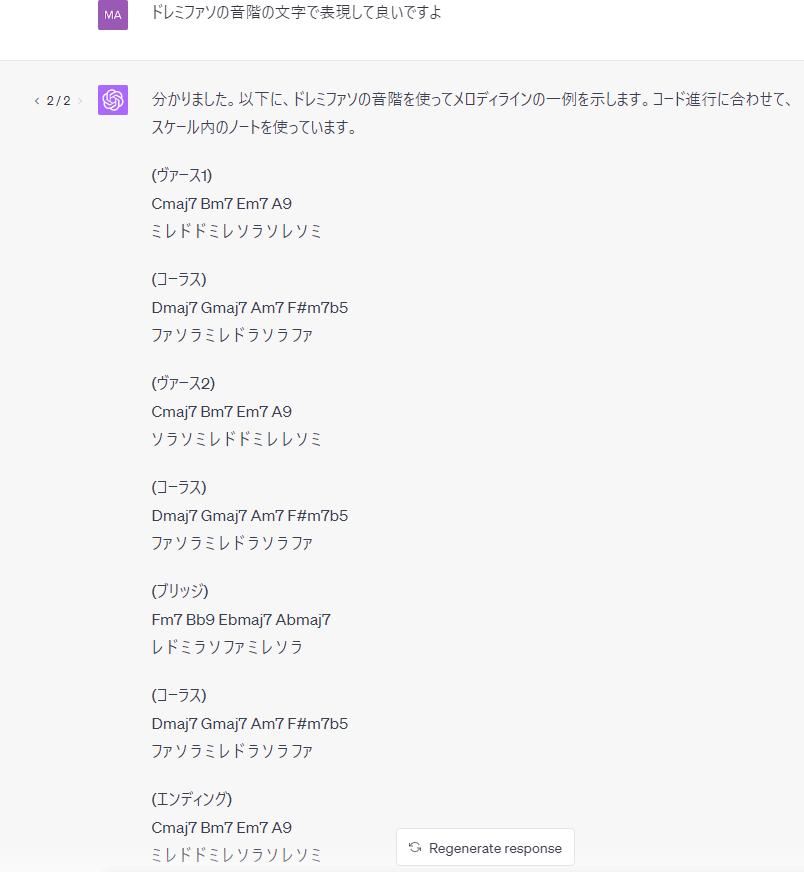 MA
ドレミファソの音階の文字で表現して良いですよ
< 2 / 2 >
分かりました。以下に、ドレミファソの音階を使ってメロディラインの一例を示します。コード進行に合わせて、
スケール内のノートを使っています。
(ヴァース1)
Cmaj7 Bm7 Em7 A9
ミレドドミレソラソレソミ
(コーラス)
Dmaj7 Gmaj7 Am7 F#m7b5
ファソラミレドラソラファ
(ヴァース2)
Cmaj7 Bm7 Em7 A9
ソラソミレドドミレレソミ
(コーラス)
Dmaj7 Gmaj7 Am7 F#m7b5
ファソラミレドラソラファ
(ブリッジ)
Fm7 Bb9 Ebmaj7 Abmaj7
レドミラソファミレソラ
(コーラス)
Dmaj7 Gmaj7 Am7 F#m7b5
ファソラミレドラソラファ
(エンディング)
Cmaj7 Bm7 Em7 A9
ミレドドミレソラソレソミ
Regenerate response